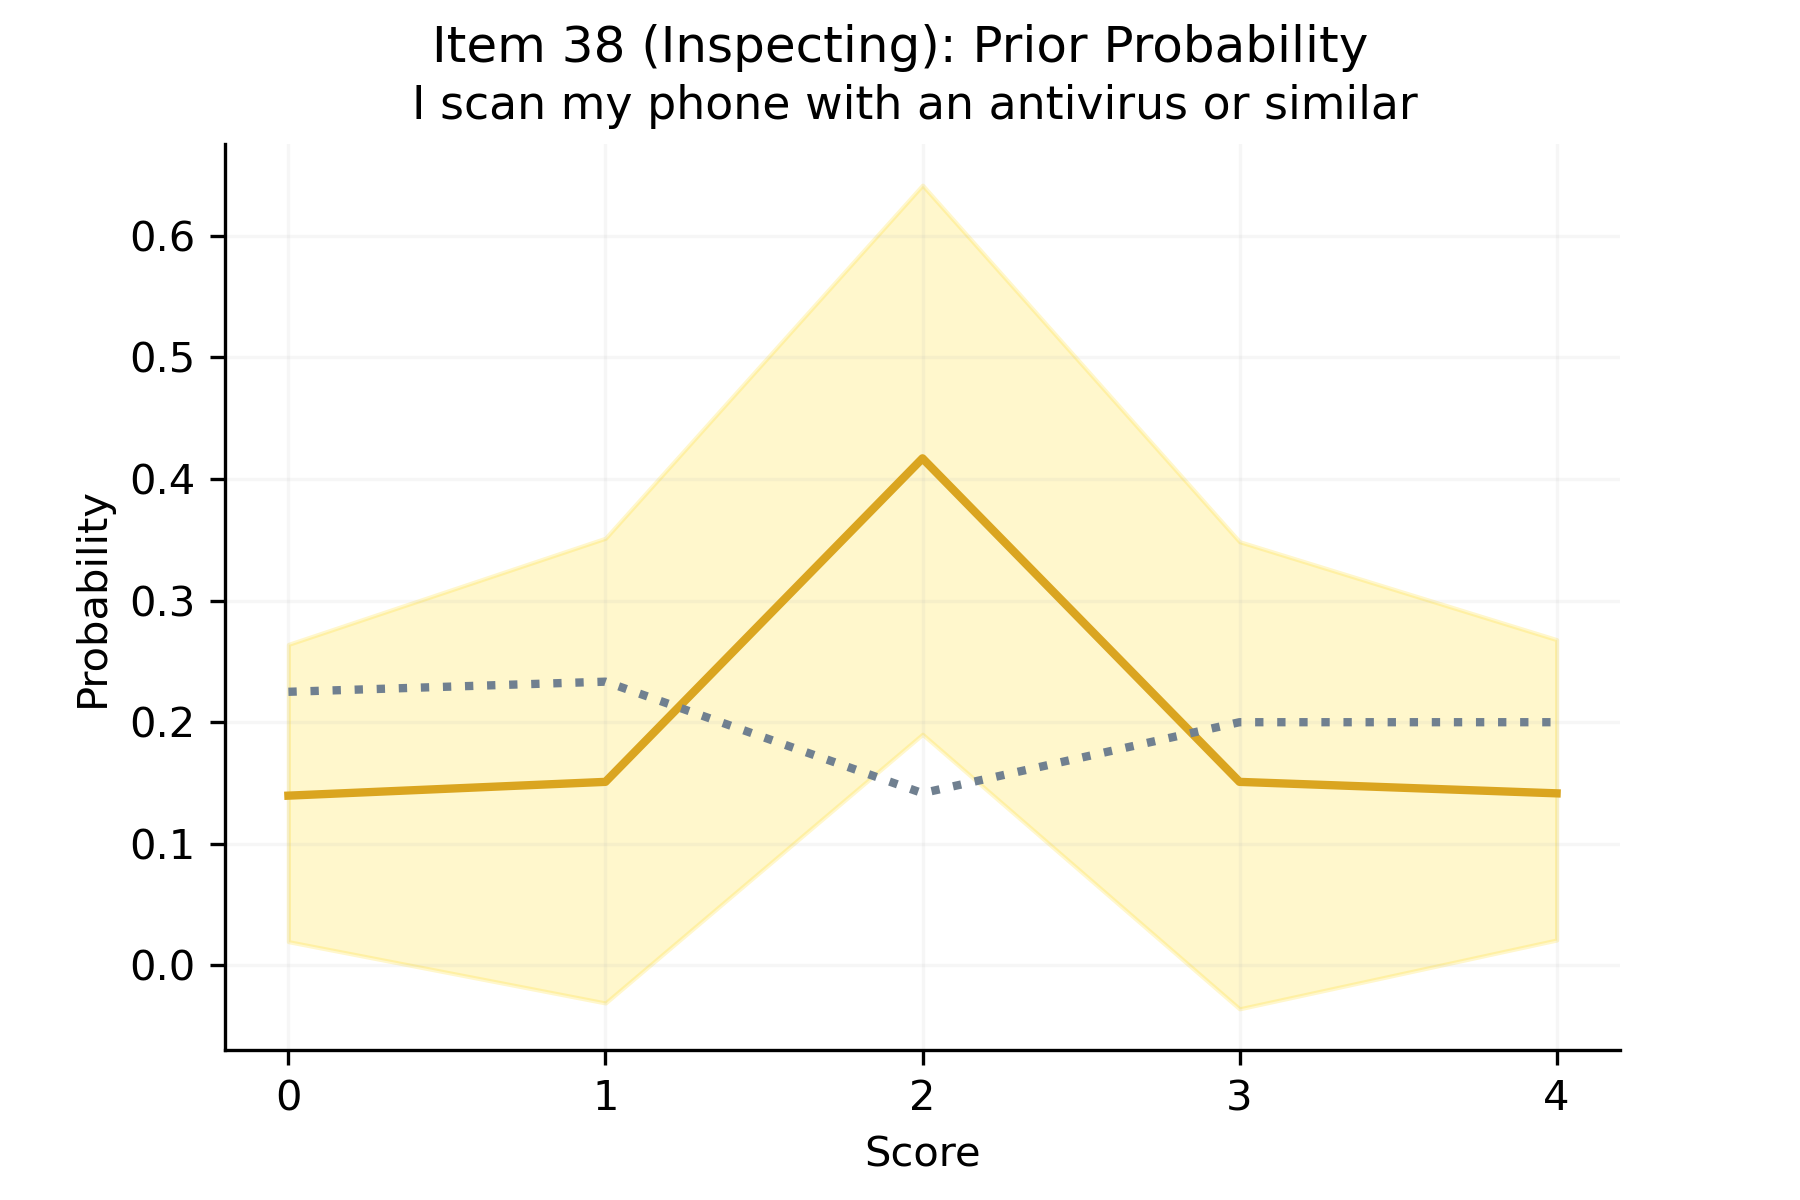 Item 38 (Inspecting): Prior Probability
I scan my phone with an antivirus or similar
0.6
0.5
0.4
0.3
0.2
0.1
0.0
Probability
0 1 2 3 4
Score